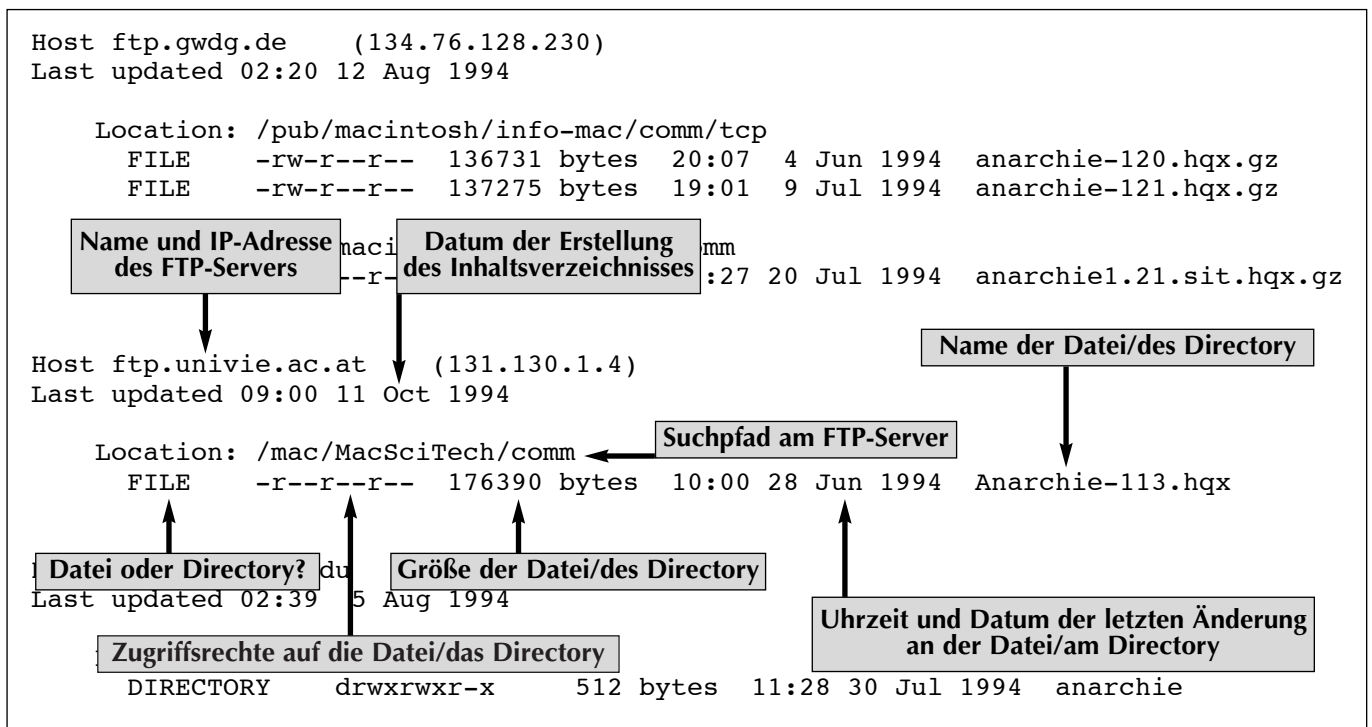 Host ftp.gwdg.de    (134.76.128.230)
Last updated 02:20 12 Aug 1994
Location: /pub/macintosh/info-mac/comm/tcp
FILE    -rw-r--r--  136731 bytes  20:07  4 Jun 1994  anarchie-120.hqx.gz
FILE    -rw-r--r--  137275 bytes  19:01  9 Jul 1994  anarchie-121.hqx.gz
Name und IP-Adresse
des FTP-Servers
Datum der Erstellung
des Inhaltsverzeichnisses
:27 20 Jul 1994  anarchie1.21.sit.hqx.gz
Host ftp.univie.ac.at    (131.130.1.4)
Last updated 09:00 11 Oct 1994
Name der Datei/des Directory
Suchpfad am FTP-Server
Location: /mac/MacSciTech/comm
FILE    -r--r--r--  176390 bytes  10:00 28 Jun 1994  Anarchie-113.hqx
Datei oder Directory?
du
Größe der Datei/des Directory
Last updated 02:39  5 Aug 1994
Uhrzeit und Datum der letzten Änderung
an der Datei/am Directory
Zugriffsrechte auf die Datei/das Directory
DIRECTORY    drwxrwxr-x    512 bytes  11:28 30 Jul 1994  anarchie